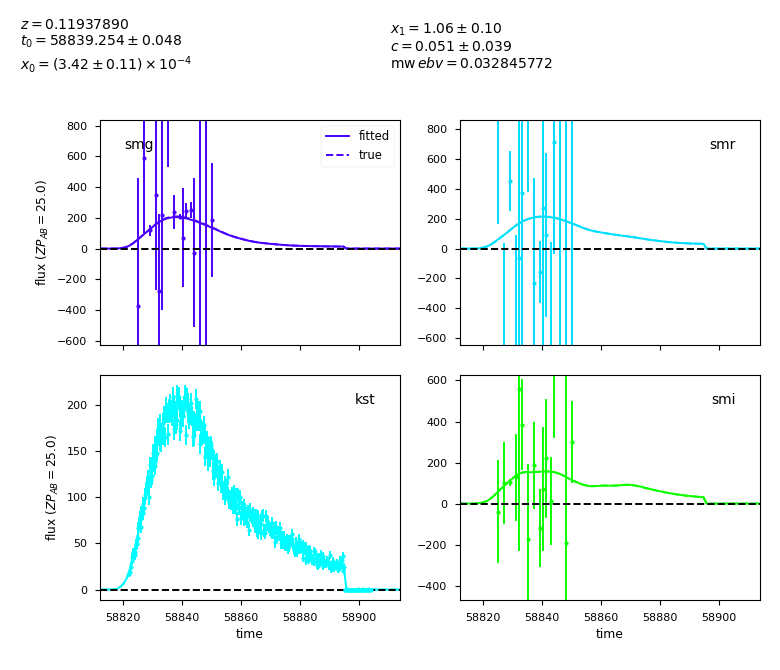 z = 0.11937890
t₀ = 58839.254 ± 0.048
x₀ = (3.42 ± 0.11) × 10⁻⁴
x₁ = 1.06 ± 0.10
c = 0.051 ± 0.039
mw ebv = 0.032845772
800
600
400
200
0
−200
−400
−600
flux (ZP_AB = 25.0)
smg
fitted
true
800
600
400
200
0
−200
−400
−600
smr
200
150
100
50
0
flux (ZP_AB = 25.0)
kst
58820 58840 58860 58880 58900
time
600
400
200
0
−200
−400
smi
58820 58840 58860 58880 58900
time